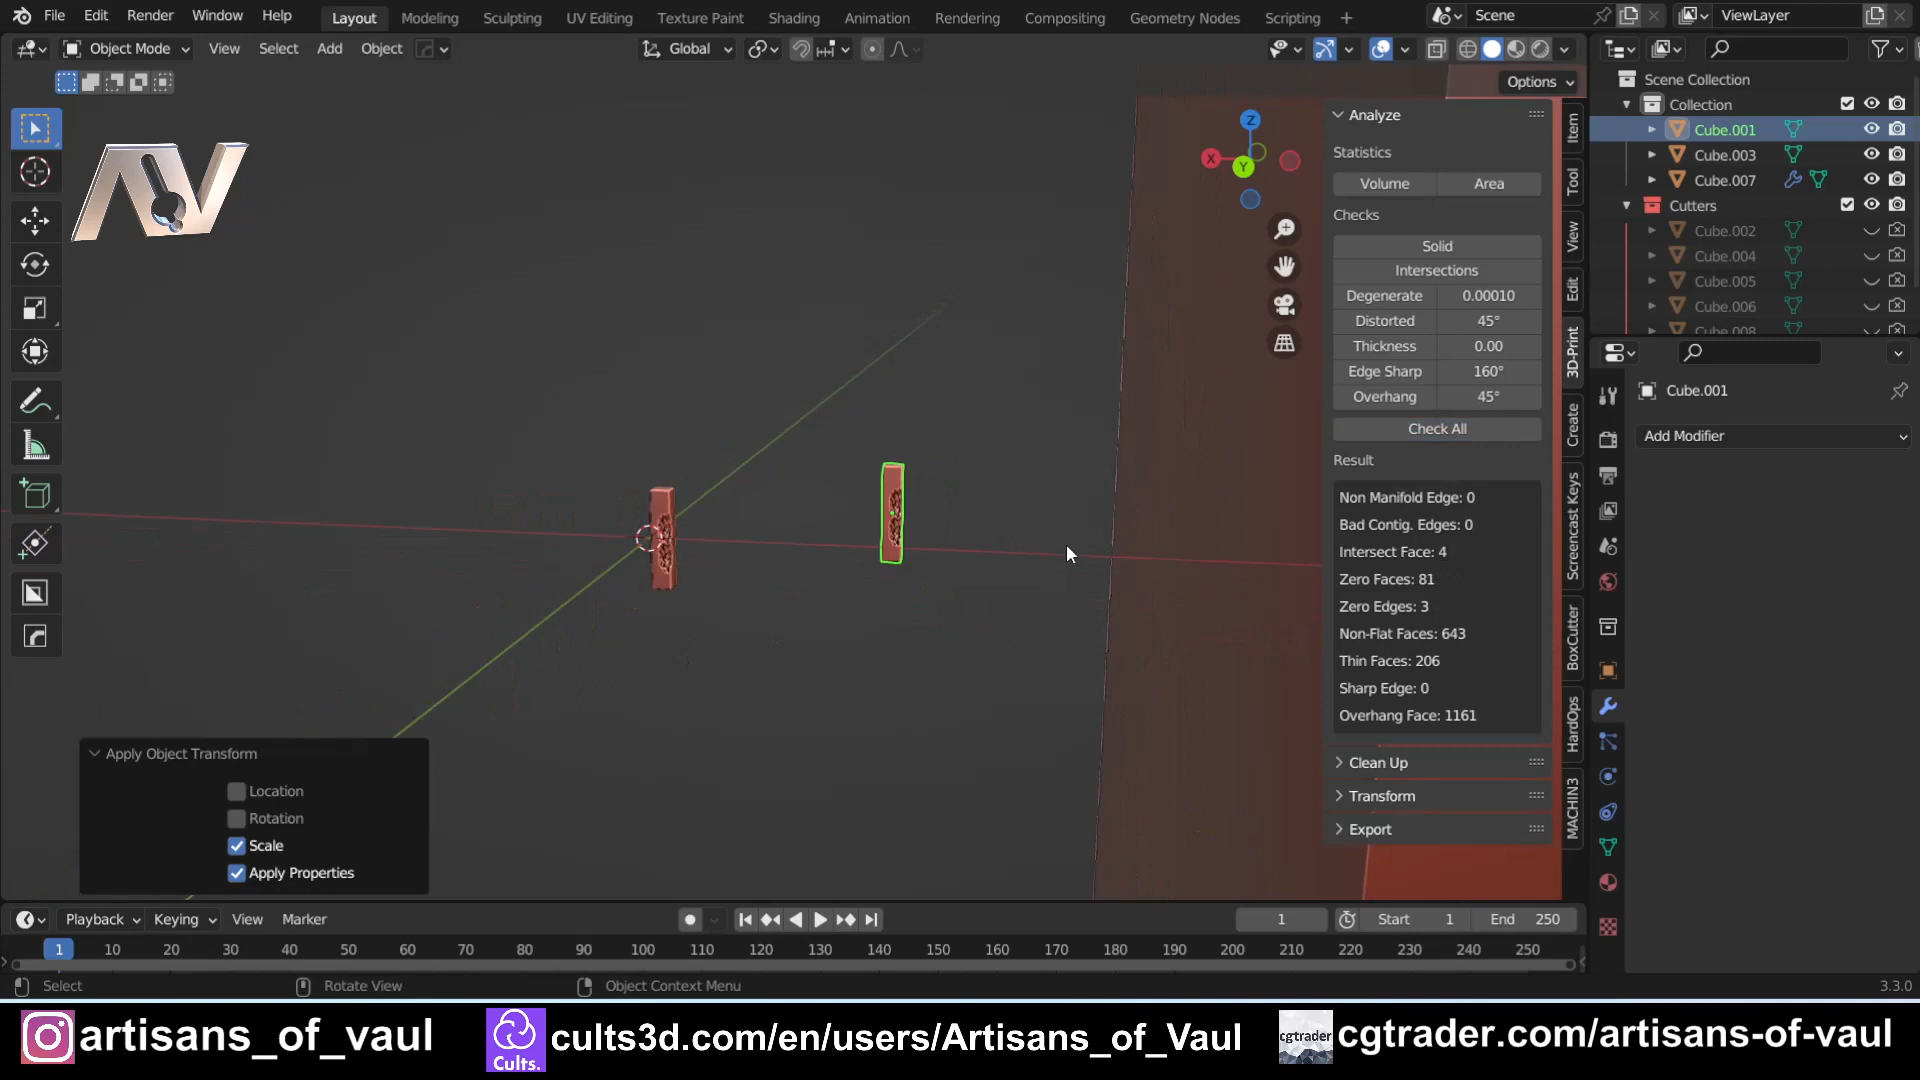 File Edit Render Window Help Layout Modeling Sculpting UV Editing Texture Paint Shading Animation Rendering Compositing Geometry Nodes Scripting + Scene ViewLayer
Object Mode View Select Add Object Global
Options
Analyze
Statistics
Volume Area
Checks
Solid
Intersections
Degenerate 0.00010
Distorted 45°
Thickness 0.00
Edge Sharp 160°
Overhang 45°
Check All
Result
Non Manifold Edge: 0
Bad Contig. Edges: 0
Intersect Face: 4
Zero Faces: 81
Zero Edges: 3
Non-Flat Faces: 643
Thin Faces: 206
Sharp Edge: 0
Overhang Face: 1161
Clean Up
Transform
Export
Z
X
Y
Item
Tool
View
Edit
3D-Print
Create
Screencast Keys
BoxCutter
HardOps
MACHIN3
Scene Collection
Collection
Cube.001
Cube.003
Cube.007
Cutters
Cube.002
Cube.004
Cube.005
Cube.006
Cube.008
Cube.001
Add Modifier
AV
Apply Object Transform
Location
Rotation
Scale
Apply Properties
Playback Keying View Marker 1 Start 1 End 250
1 10 20 30 40 50 60 70 80 90 100 110 120 130 140 150 160 170 180 190 200 210 220 230 240 250
Select Rotate View Object Context Menu 3.3.0
artisans_of_vaul Cults. cults3d.com/en/users/Artisans_of_Vaul cgtrader cgtrader.com/artisans-of-vaul